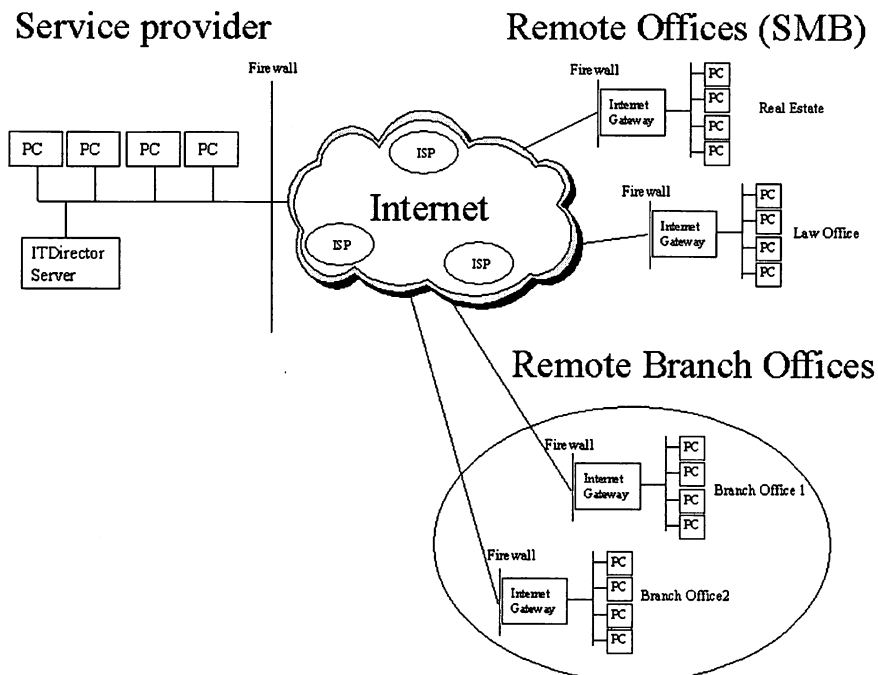 Service provider
Remote Offices (SMB)
Firewall
PC
PC
PC
PC
ITDirector
Server
Internet
ISP
ISP
ISP
Firewall
Internet
Gateway
PC
PC
PC
PC
Real Estate
Firewall
Internet
Gateway
PC
PC
PC
PC
Law Office
Remote Branch Offices
Firewall
Internet
Gateway
PC
PC
PC
PC
Branch Office 1
Firewall
Internet
Gateway
PC
PC
PC
PC
Branch Office2